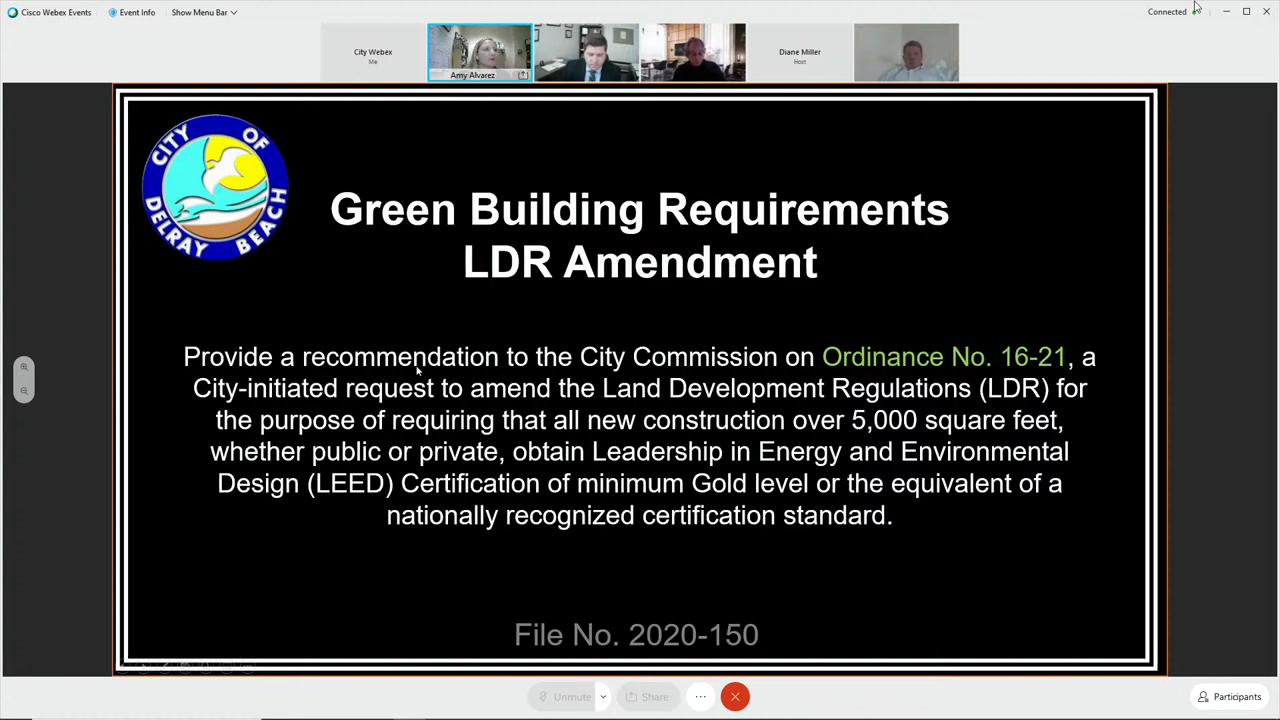 Cisco Webex Events
Event Info
Show Menu Bar
Connected
City Webex
Me
Amy Alvarez
Diane Miller
Host
CITY OF
DELRAY BEACH
Green Building Requirements
LDR Amendment
Provide a recommendation to the City Commission on Ordinance No. 16-21, a
City-initiated request to amend the Land Development Regulations (LDR) for
the purpose of requiring that all new construction over 5,000 square feet,
whether public or private, obtain Leadership in Energy and Environmental
Design (LEED) Certification of minimum Gold level or the equivalent of a
nationally recognized certification standard.
File No. 2020-150
Unmute
Share
Participants